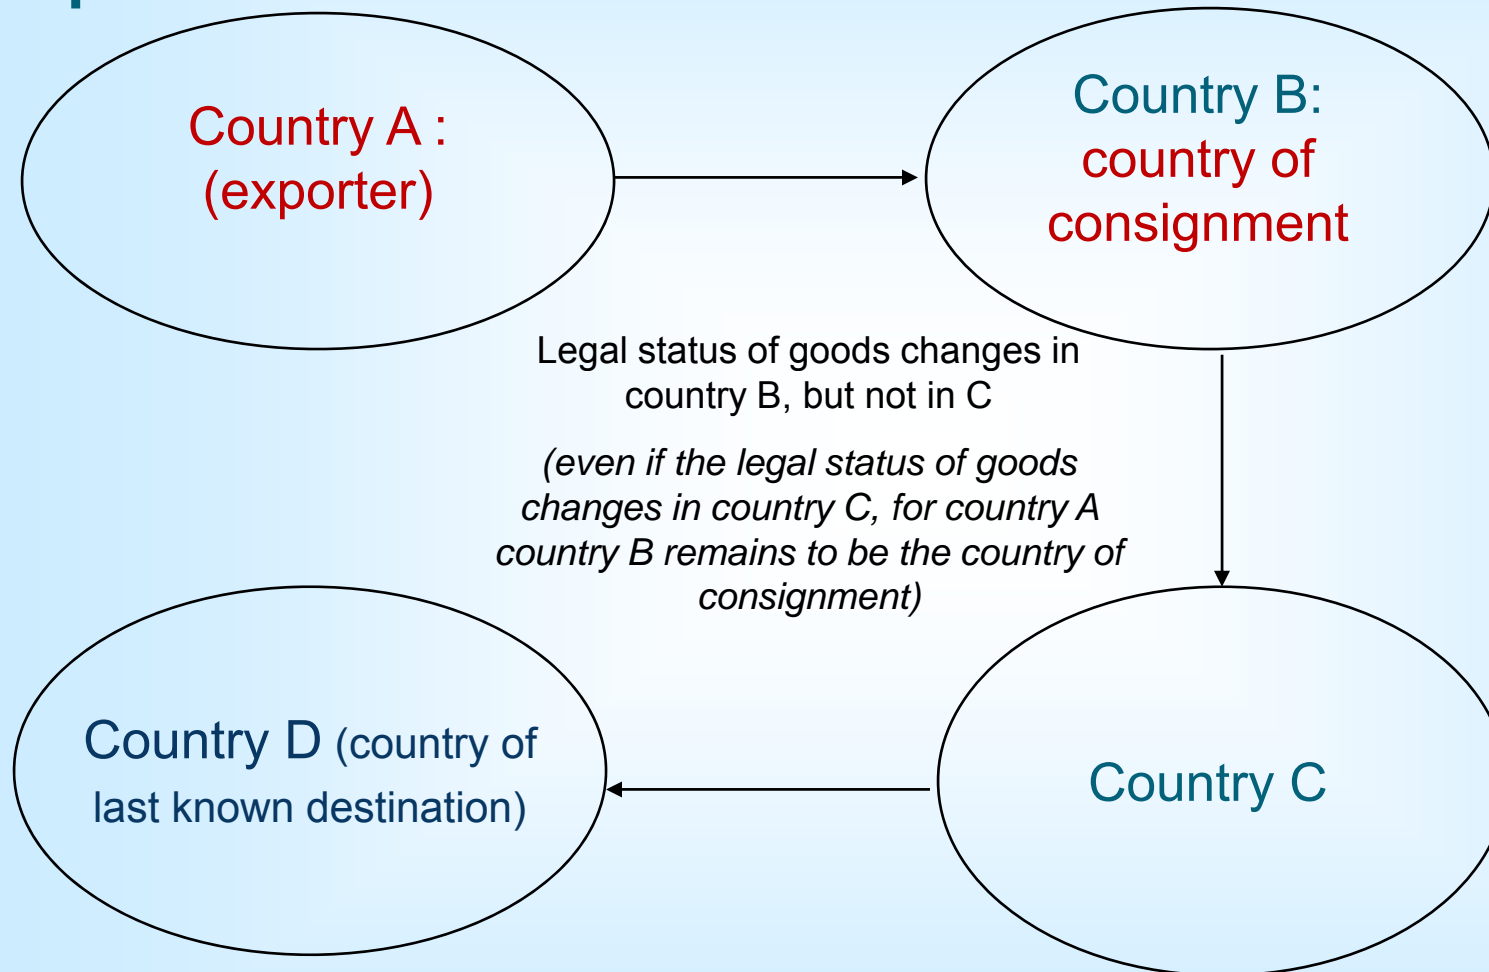 Country A :
(exporter)
Country B:
country of
consignment
Legal status of goods changes in
country B, but not in C
(even if the legal status of goods
changes in country C, for country A
country B remains to be the country of
consignment)
Country D (country of
last known destination)
Country C